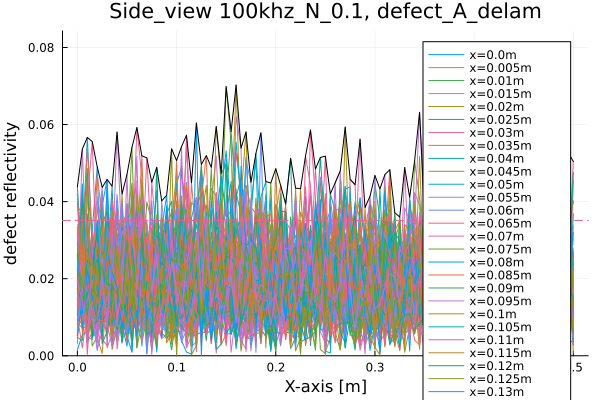 Side_view 100khz_N_0.1, defect_A_delam
0.08
0.06
0.04
0.02
0.00
defect reflectivity
0.0
0.1
0.2
0.3
.5
X-axis [m]
x=0.0m
x=0.005m
x=0.01m
x=0.015m
x=0.02m
x=0.025m
x=0.03m
x=0.035m
x=0.04m
x=0.045m
x=0.05m
x=0.055m
x=0.06m
x=0.065m
x=0.07m
x=0.075m
x=0.08m
x=0.085m
x=0.09m
x=0.095m
x=0.1m
x=0.105m
x=0.11m
x=0.115m
x=0.12m
x=0.125m
x=0.13m